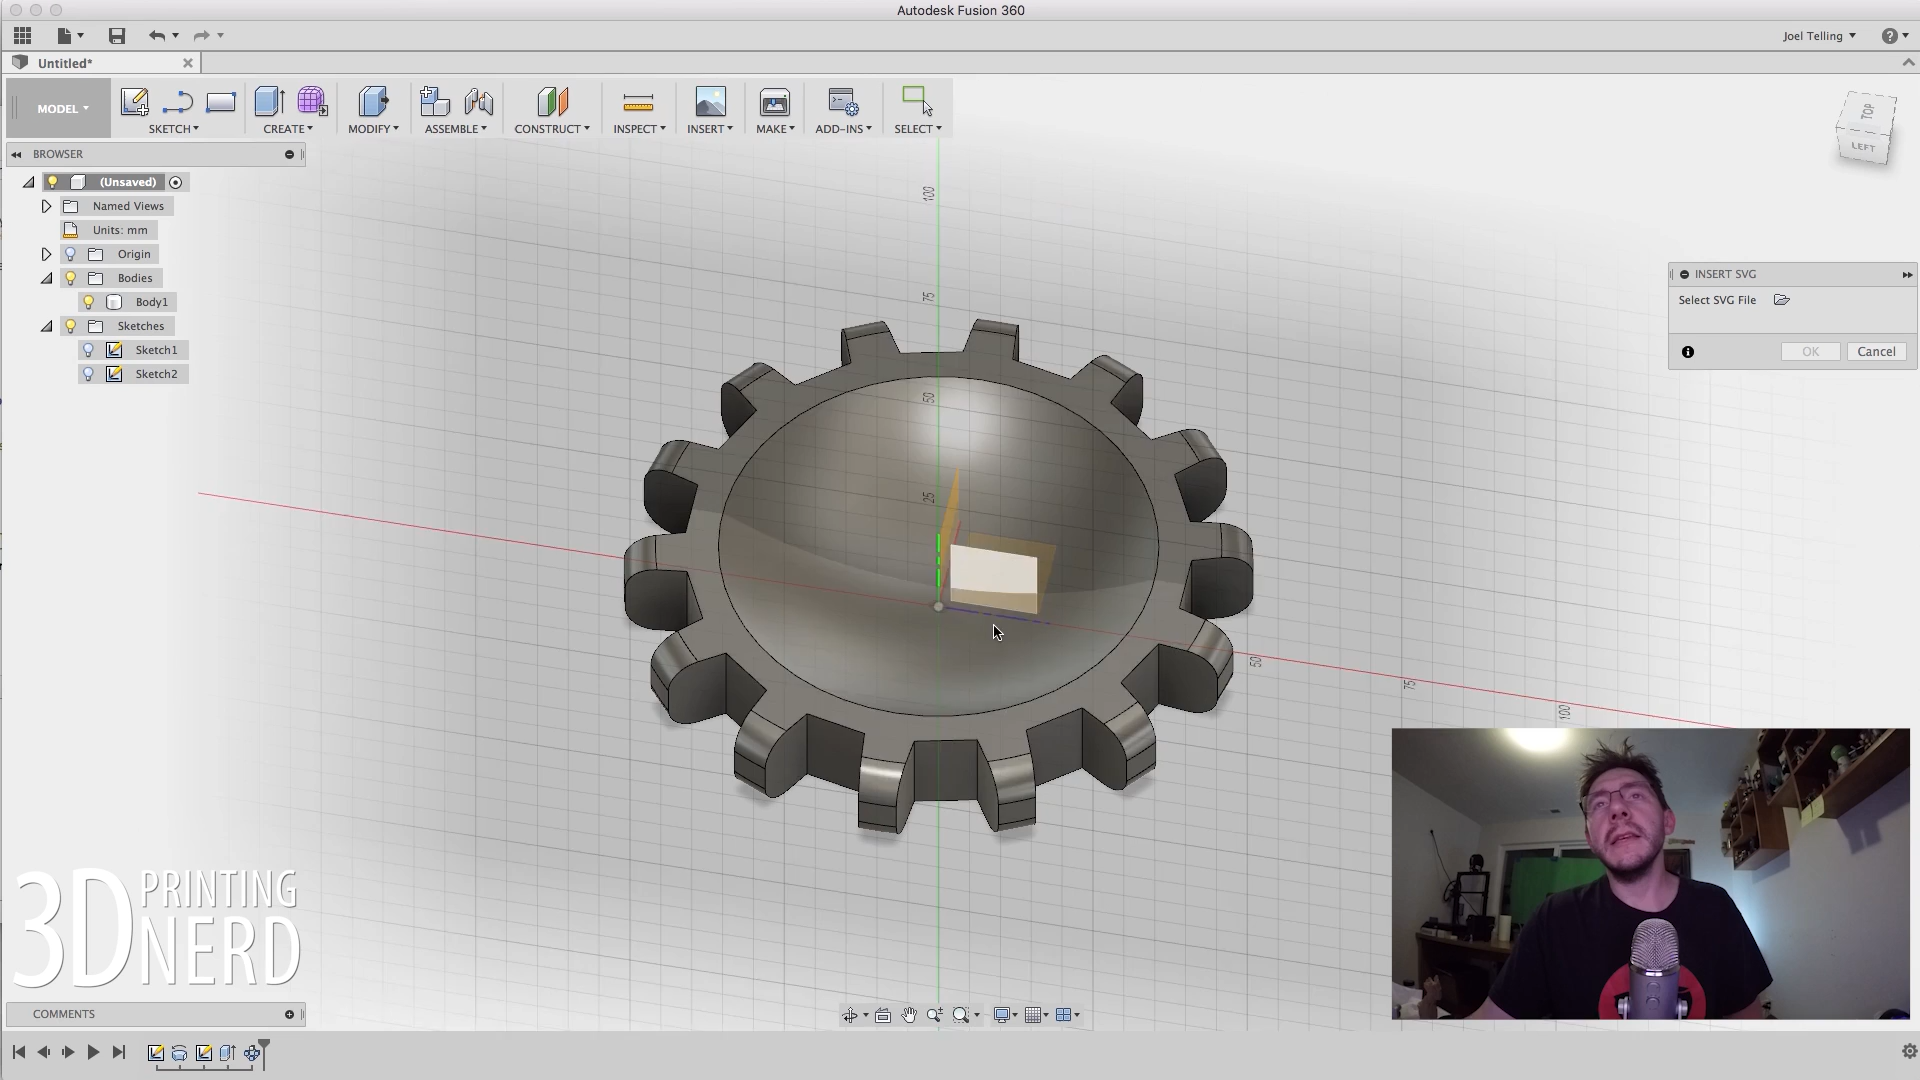 Autodesk Fusion 360
Joel Telling
Untitled*
MODEL
SKETCH
CREATE
MODIFY
ASSEMBLE
CONSTRUCT
INSPECT
INSERT
MAKE
ADD-INS
SELECT
TOP
LEFT
BROWSER
(Unsaved)
Named Views
Units: mm
Origin
Bodies
Body1
Sketches
Sketch1
Sketch2
INSERT SVG
Select SVG File
OK
Cancel
100
75
50
25
50
75
100
3D PRINTING
NERD
COMMENTS